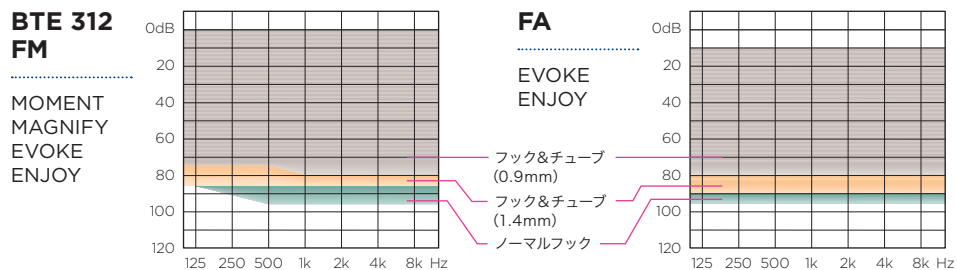 BTE 312
FM
MOMENT
MAGNIFY
EVOKE
ENJOY
0dB
20
40
60
80
100
120
125 250 500 1k 2k 4k 8k Hz
フック&チューブ
（0.9mm）
フック&チューブ
（1.4mm）
ノーマルフック
FA
EVOKE
ENJOY
0dB
20
40
60
80
100
120
125 250 500 1k 2k 4k 8k Hz